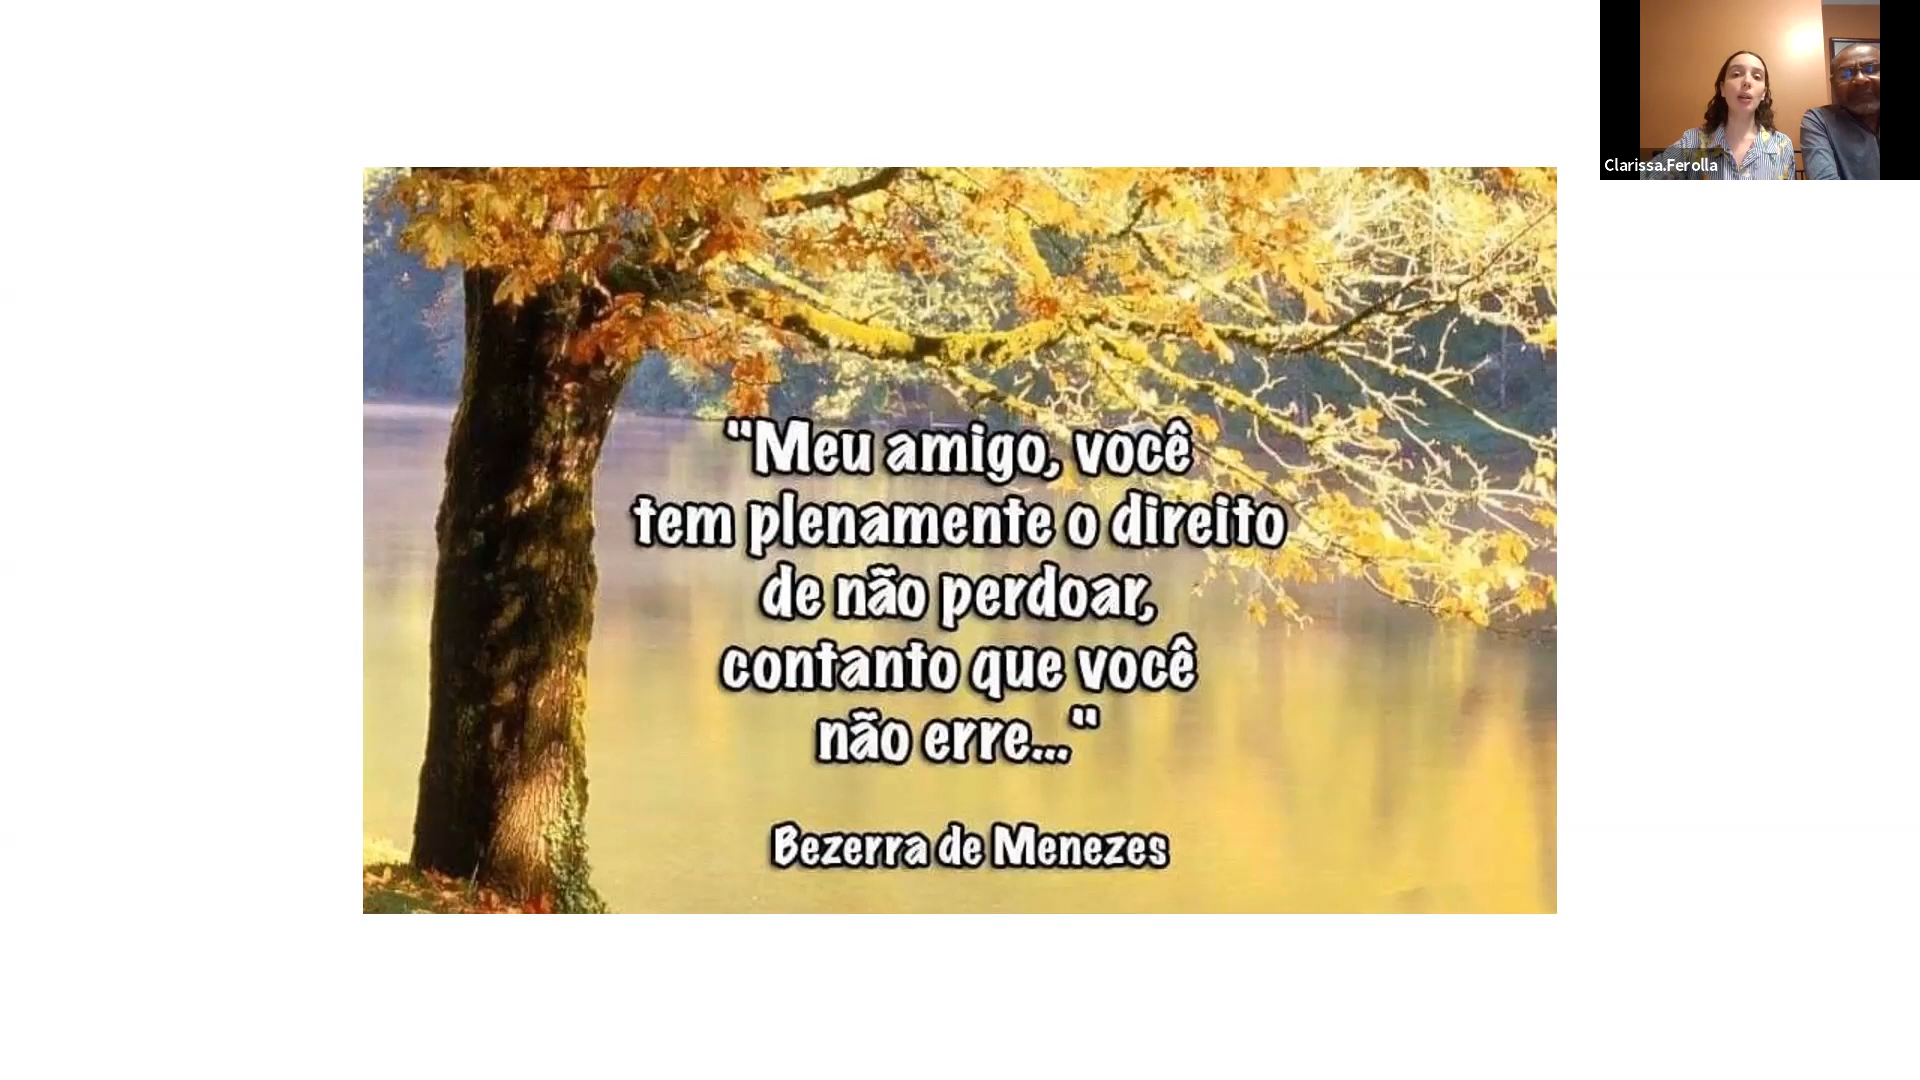 Clarissa.Ferolla
"Meu amigo, você
tem plenamente o direito
de não perdoar,
contanto que você
não erre..."
Bezerra de Menezes